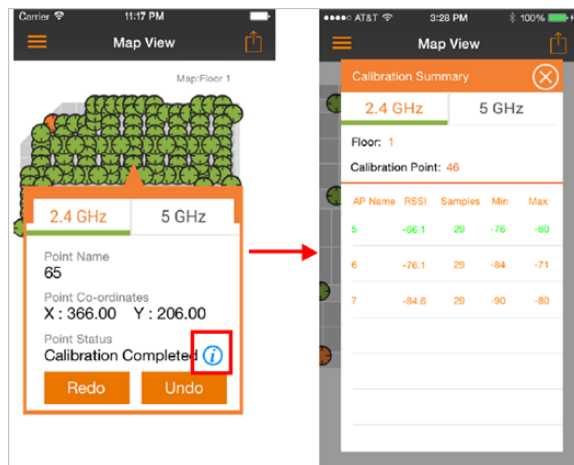 Carrier 11:17 PM
Map View
Map:Floor 1
2.4 GHz 5 GHz
Point Name
65
Point Co-ordinates
X : 366.00 Y : 206.00
Point Status
Calibration Completed i
Redo Undo
AT&T 3:28 PM 100%
Map View
Calibration Summary
2.4 GHz 5 GHz
Floor: 1
Calibration Point: 46
AP Name RSSI Samples Min Max
5 -66.1 29 -76 -60
6 -76.1 29 -84 -71
7 -84.6 29 -90 -80